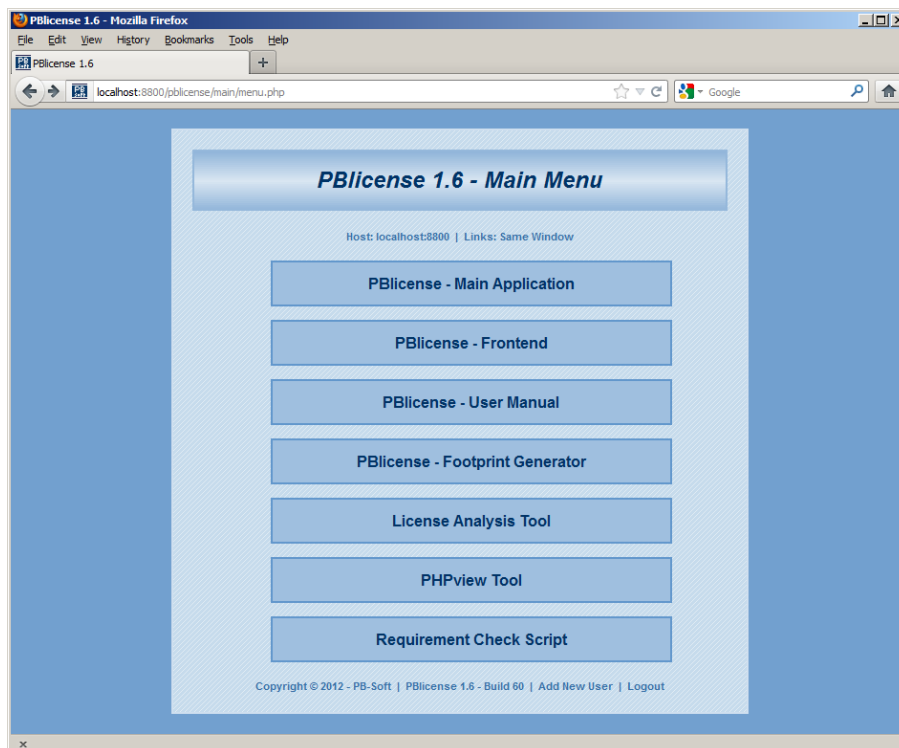 PBlicense 1.6 - Mozilla Firefox
File Edit View History Bookmarks Tools Help
PBlicense 1.6
localhost:8800/pblicense/main/menu.php Google
PBlicense 1.6 - Main Menu
Host: localhost:8800 | Links: Same Window
PBlicense - Main Application
PBlicense - Frontend
PBlicense - User Manual
PBlicense - Footprint Generator
License Analysis Tool
PHPview Tool
Requirement Check Script
Copyright © 2012 - PB-Soft | PBlicense 1.6 - Build 60 | Add New User | Logout